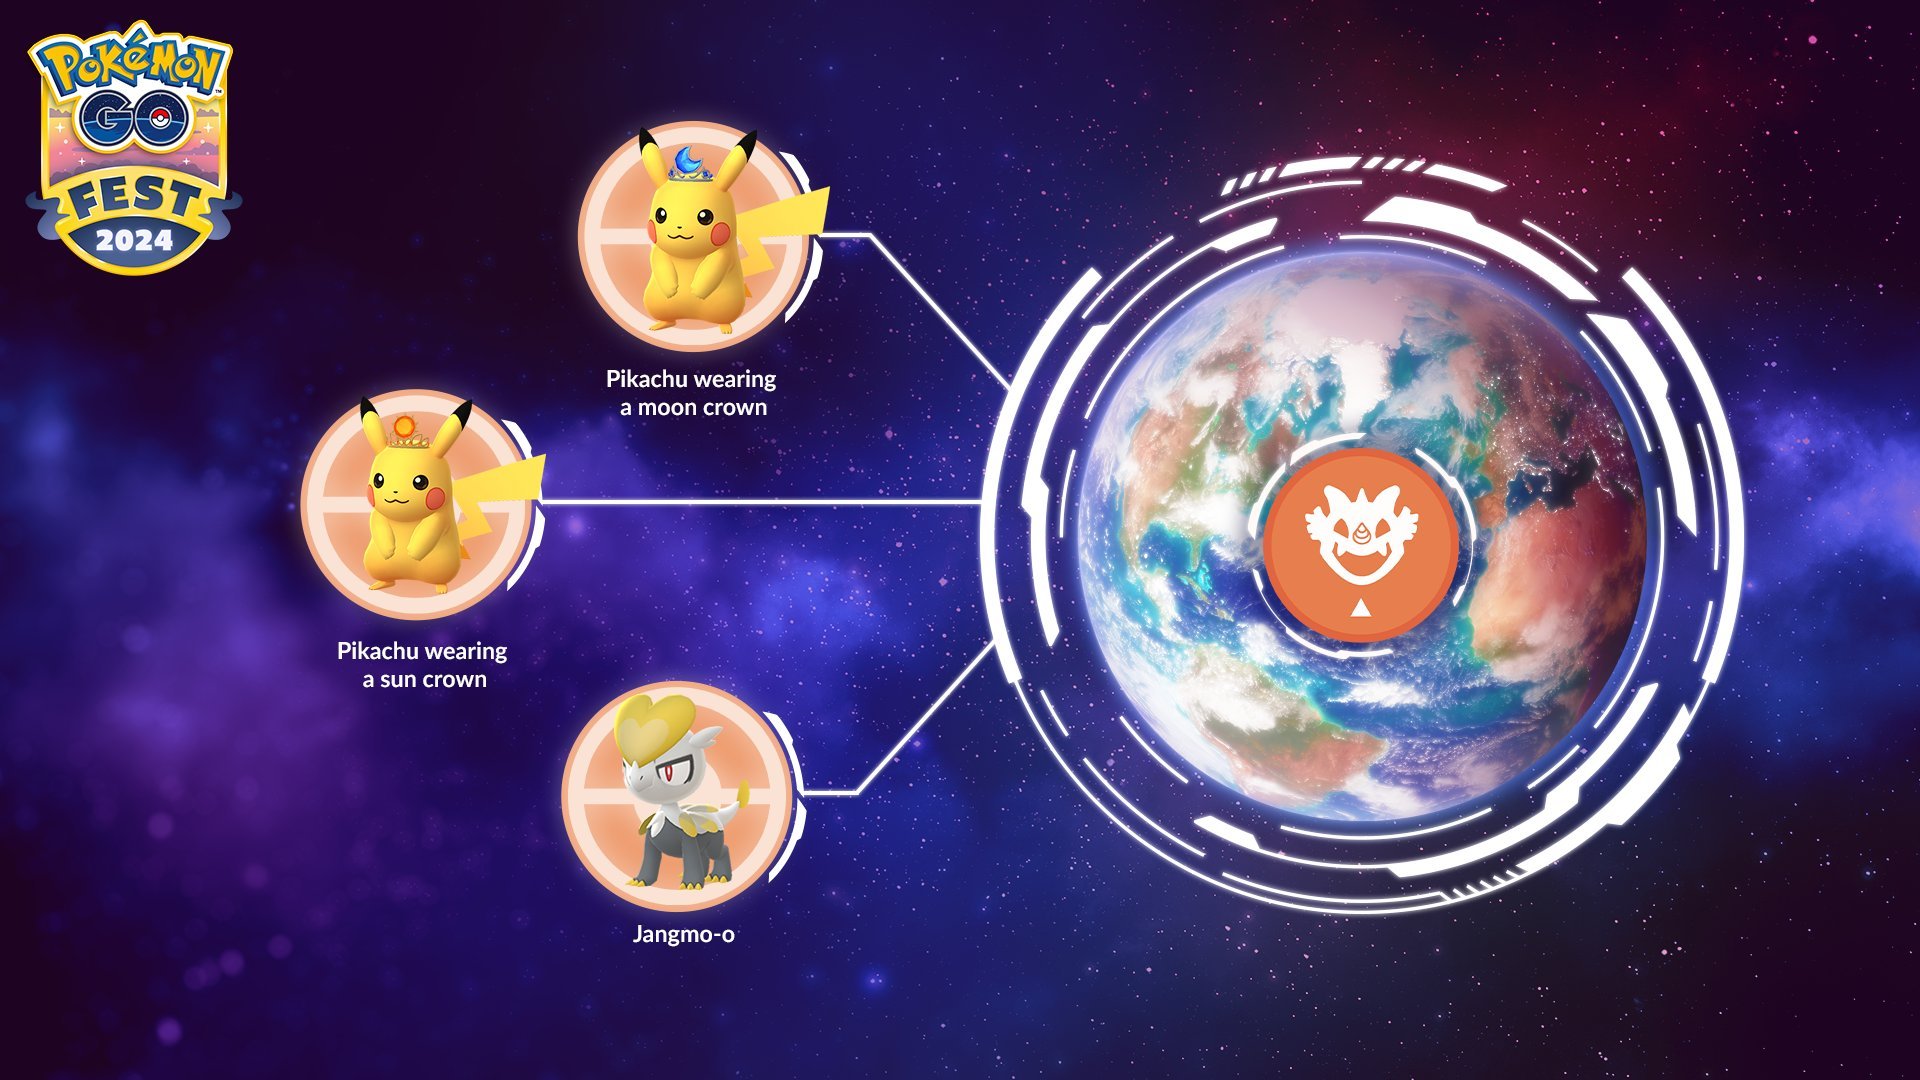 POKéMON
GO
FEST
2024
Pikachu wearing
a moon crown
Pikachu wearing
a sun crown
Jangmo-o